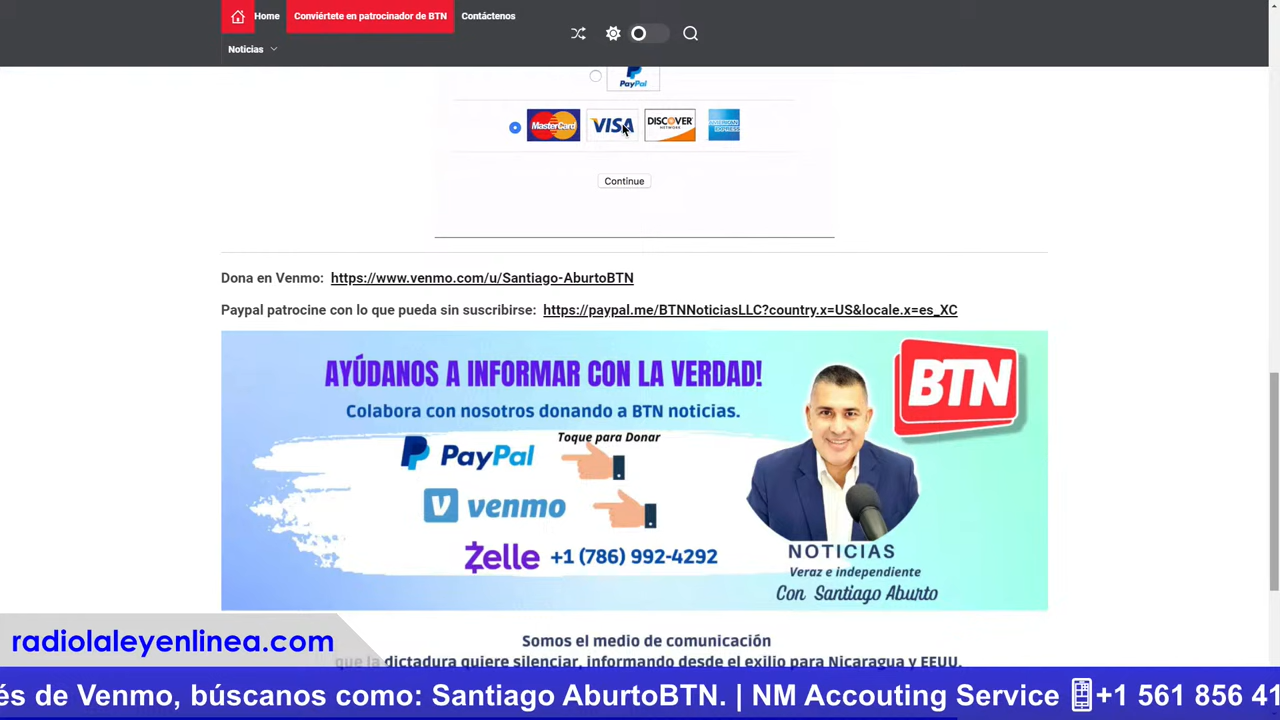 Home
Conviértete en patrocinador de BTN
Contáctenos
Noticias
PayPal
MasterCard
VISA
DISCOVER
NETWORK
AMERICAN
EXPRESS
Continue
Dona en Venmo: https://www.venmo.com/u/Santiago-AburtoBTN
Paypal patrocine con lo que pueda sin suscribirse: https://paypal.me/BTNNoticiasLLC?country.x=US&locale.x=es_XC
AYÚDANOS A INFORMAR CON LA VERDAD!
BTN
Colabora con nosotros donando a BTN noticias.
Toque para Donar
PayPal
venmo
Zelle +1 (786) 992-4292
NOTICIAS
Veraz e independiente
Con Santiago Aburto
Somos el medio de comunicación
que la dictadura quiere silenciar, informando desde el exilio para Nicaragua y EEUU.
radiolaleyenlinea.com
és de Venmo, búscanos como: Santiago AburtoBTN. | NM Accouting Service +1 561 856 41